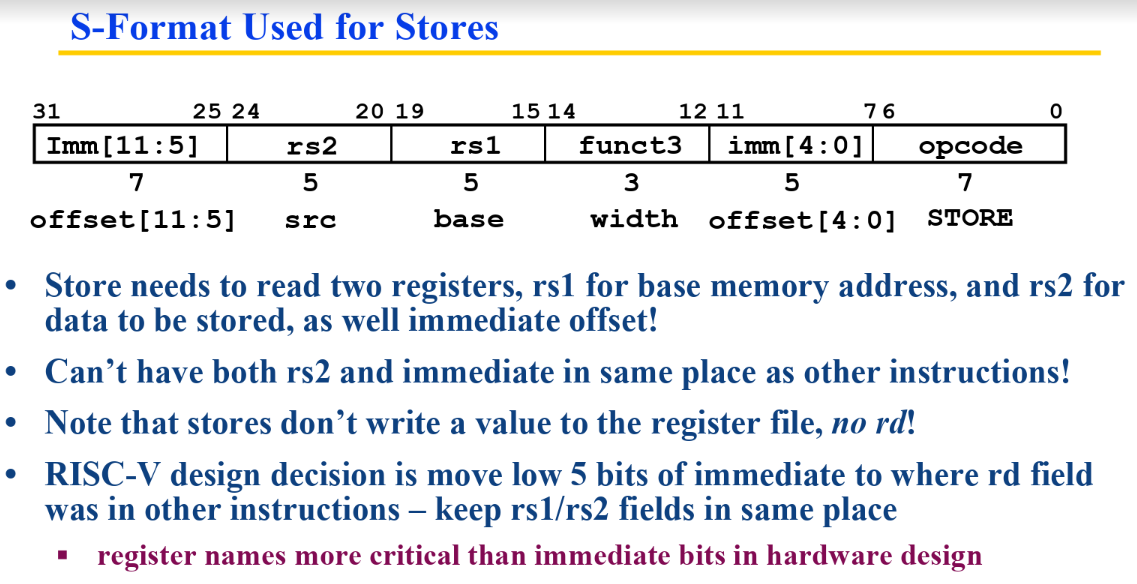 S-Format Used for Stores
31 25 24 20 19 15 14 12 11 7 6 0
Imm[11:5] rs2 rs1 funct3 imm[4:0] opcode
7 5 5 3 5 7
offset[11:5] src base width offset[4:0] STORE
• Store needs to read two registers, rs1 for base memory address, and rs2 for
data to be stored, as well immediate offset!
• Can’t have both rs2 and immediate in same place as other instructions!
• Note that stores don’t write a value to the register file, no rd!
• RISC-V design decision is move low 5 bits of immediate to where rd field
was in other instructions – keep rs1/rs2 fields in same place
▪ register names more critical than immediate bits in hardware design